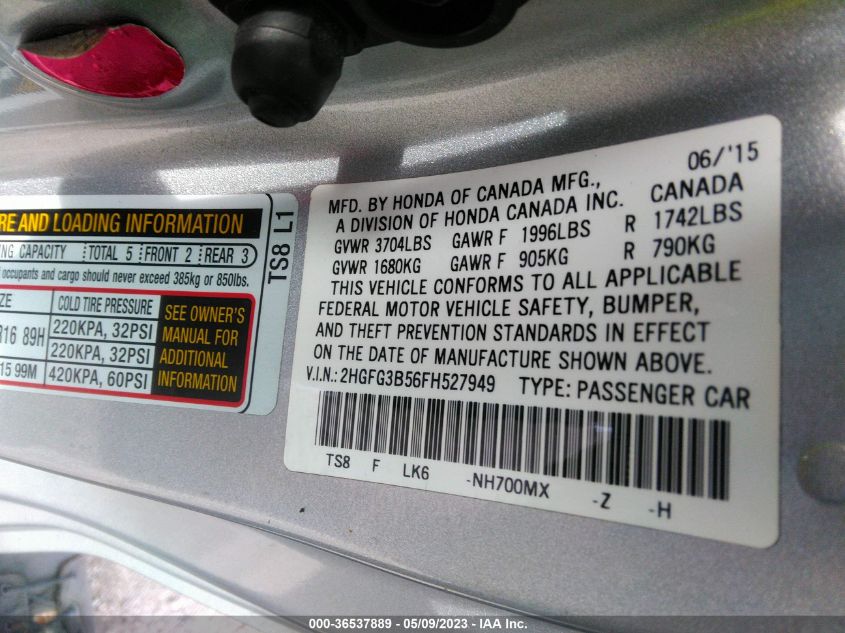 RE AND LOADING INFORMATION
NG CAPACITY TOTAL 5 FRONT 2 REAR 3
occupants and cargo should never exceed 385kg or 850lbs.
ZE COLD TIRE PRESSURE
R16 89H 220KPA, 32PSI
220KPA, 32PSI
15 99M 420KPA, 60PSI
SEE OWNER'S
MANUAL FOR
ADDITIONAL
INFORMATION
TS8 L1
06/'15
MFD. BY HONDA OF CANADA MFG., CANADA
A DIVISION OF HONDA CANADA INC.
GVWR 3704LBS GAWR F 1996LBS R 1742LBS
GVWR 1680KG GAWR F 905KG R 790KG
THIS VEHICLE CONFORMS TO ALL APPLICABLE
FEDERAL MOTOR VEHICLE SAFETY, BUMPER,
AND THEFT PREVENTION STANDARDS IN EFFECT
ON THE DATE OF MANUFACTURE SHOWN ABOVE.
V.I.N.: 2HGFG3B56FH527949 TYPE: PASSENGER CAR
TS8 F LK6 -NH700MX -Z -H
000-36537889 - 05/09/2023 - IAA Inc.